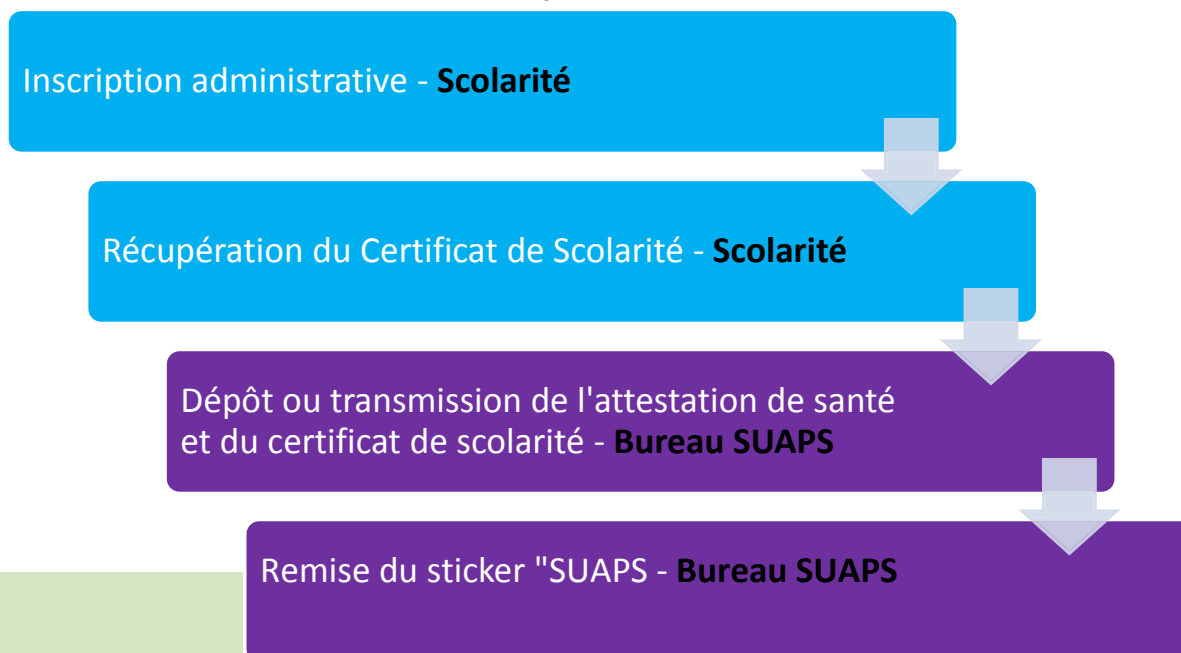 Inscription administrative - Scolarité
Récupération du Certificat de Scolarité - Scolarité
Dépôt ou transmission de l'attestation de santé
et du certificat de scolarité - Bureau SUAPS
Remise du sticker "SUAPS - Bureau SUAPS